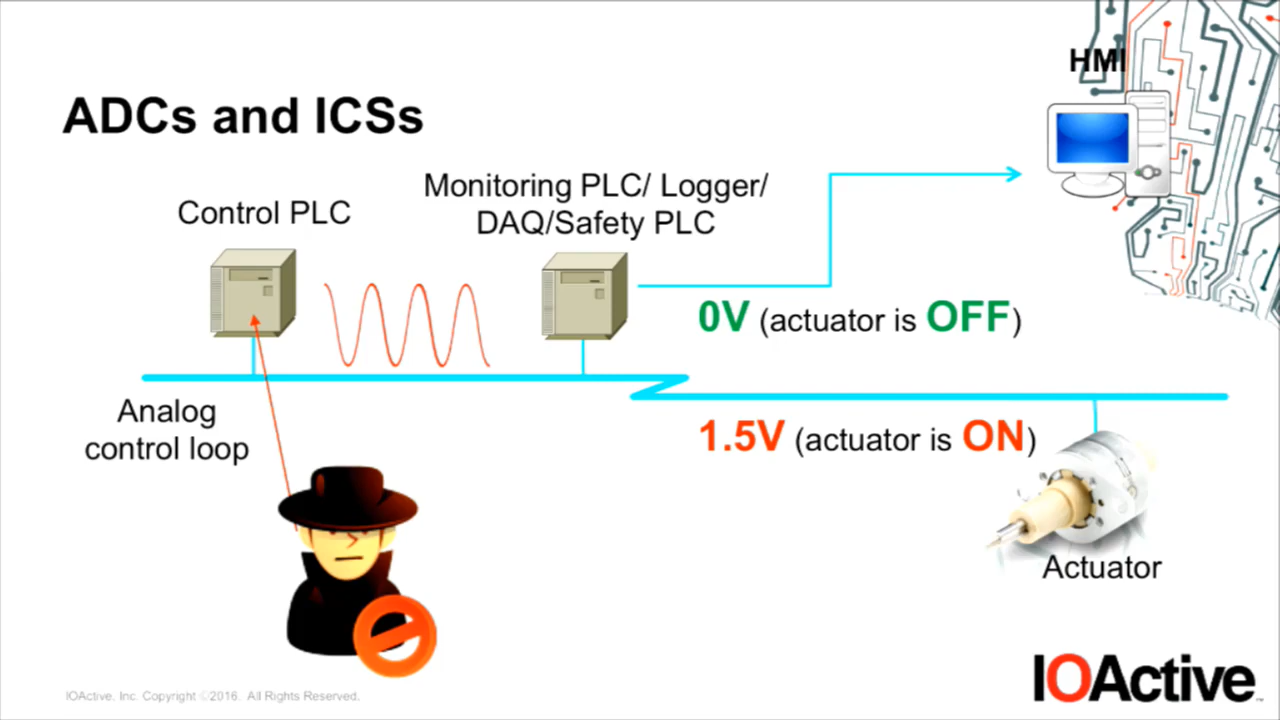 HMI
ADCs and ICSs
Monitoring PLC/ Logger/
DAQ/Safety PLC
Control PLC
0V (actuator is OFF)
Analog
control loop
1.5V (actuator is ON)
Actuator
IOActive™
IOActive, Inc. Copyright ©2016. All Rights Reserved.